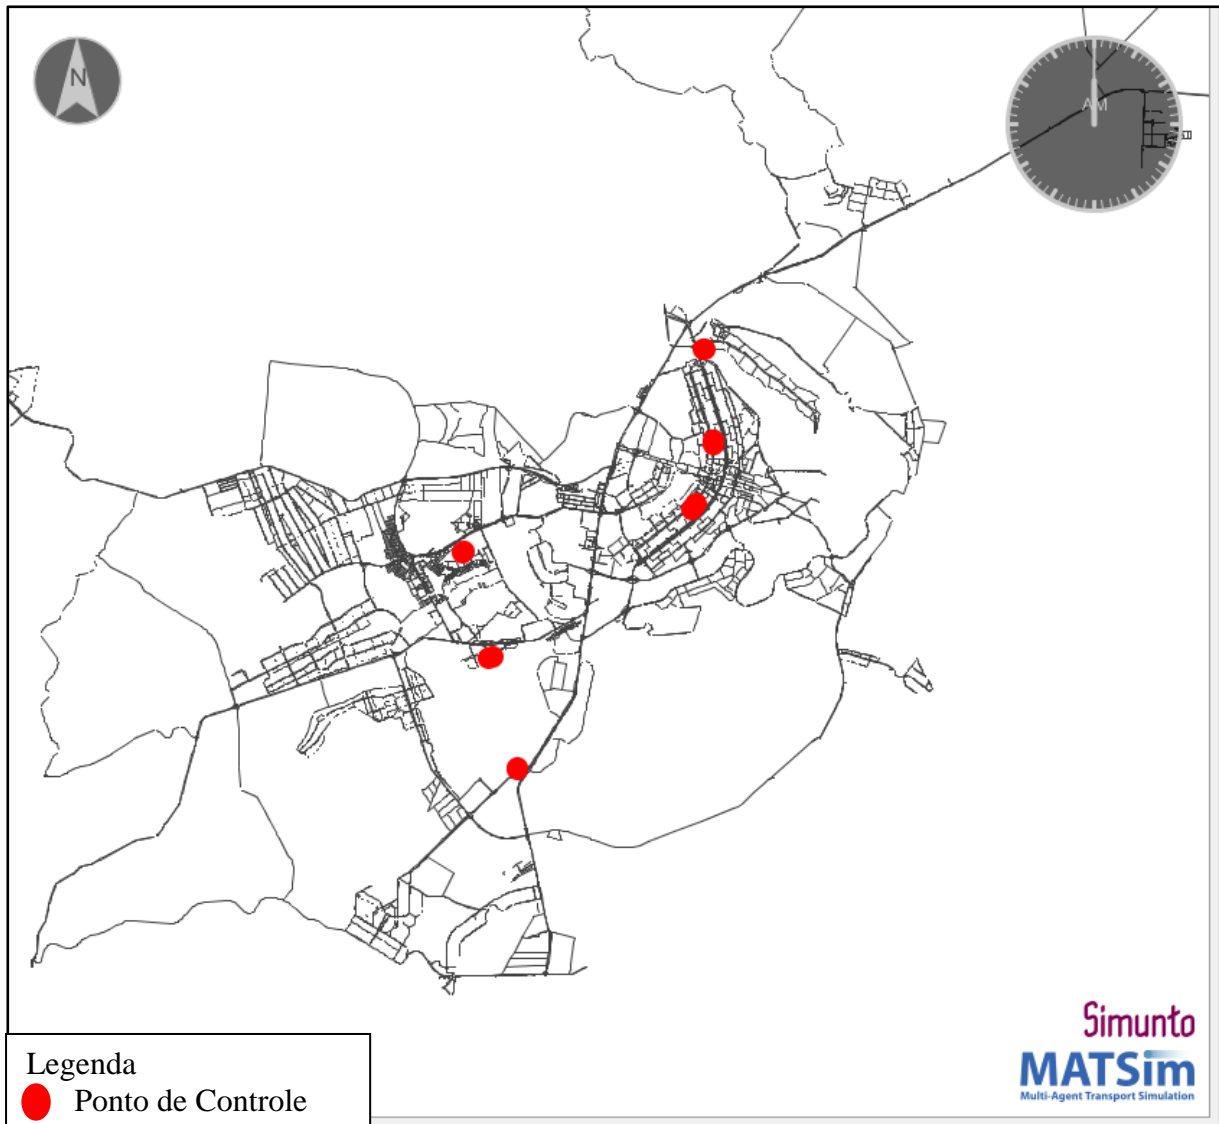 N
AM
Simunto
MATSim
Multi-Agent Transport Simulation
Legenda
Ponto de Controle